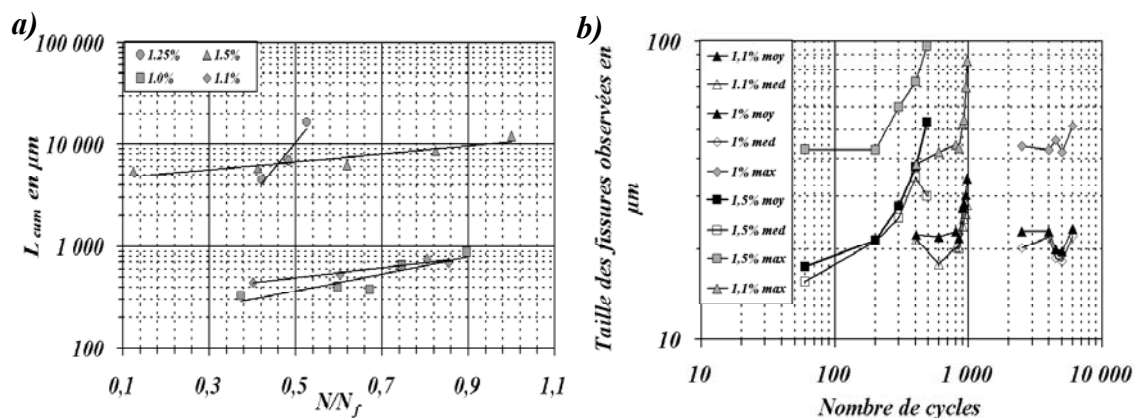 a)
100 000
10 000
1 000
100
L cum en µm
1.25% 1.5%
1.0% 1.1%
0,1 0,3 0,5 0,7 0,9 1,1
N/Nf
b)
100
10
Taille des fissures observées en
µm
1,1% moy
1.1% med
1% moy
1% med
1% max
1,5% moy
1,5% med
1,5% max
1,1% max
10 100 1 000 10 000
Nombre de cycles